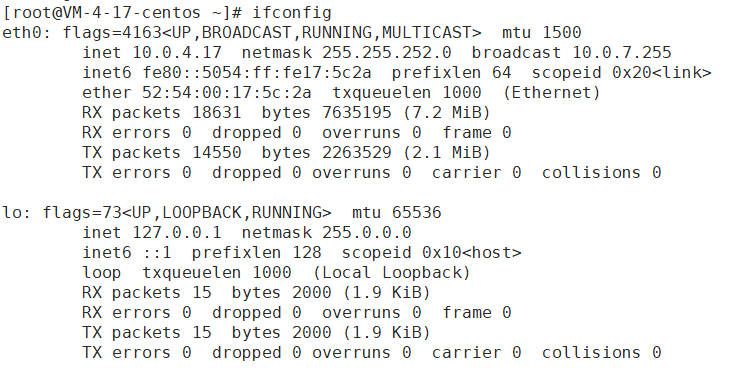 [root@VM-4-17-centos ~]# ifconfig
eth0: flags=4163<UP,BROADCAST,RUNNING,MULTICAST>  mtu 1500
        inet 10.0.4.17  netmask 255.255.252.0  broadcast 10.0.7.255
        inet6 fe80::5054:ff:fe17:5c2a  prefixlen 64  scopeid 0x20<link>
        ether 52:54:00:17:5c:2a  txqueuelen 1000  (Ethernet)
        RX packets 18631  bytes 7635195 (7.2 MiB)
        RX errors 0  dropped 0  overruns 0  frame 0
        TX packets 14550  bytes 2263529 (2.1 MiB)
        TX errors 0  dropped 0 overruns 0  carrier 0  collisions 0

lo: flags=73<UP,LOOPBACK,RUNNING>  mtu 65536
        inet 127.0.0.1  netmask 255.0.0.0
        inet6 ::1  prefixlen 128  scopeid 0x10<host>
        loop  txqueuelen 1000  (Local Loopback)
        RX packets 15  bytes 2000 (1.9 KiB)
        RX errors 0  dropped 0  overruns 0  frame 0
        TX packets 15  bytes 2000 (1.9 KiB)
        TX errors 0  dropped 0 overruns 0  carrier 0  collisions 0